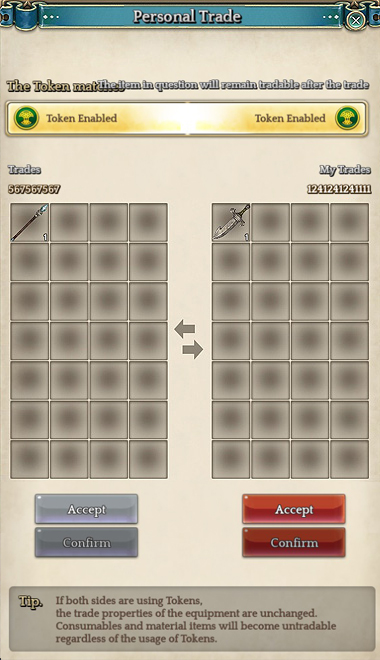 Personal Trade
The Token matches
The item in question will remain tradable after the trade
Token Enabled
Token Enabled
Trades
My Trades
567567567
1241241241111
1
1
Accept
Accept
Confirm
Confirm
Tip.
If both sides are using Tokens,
the trade properties of the equipment are unchanged.
Consumables and material items will become untradable
regardless of the usage of Tokens.